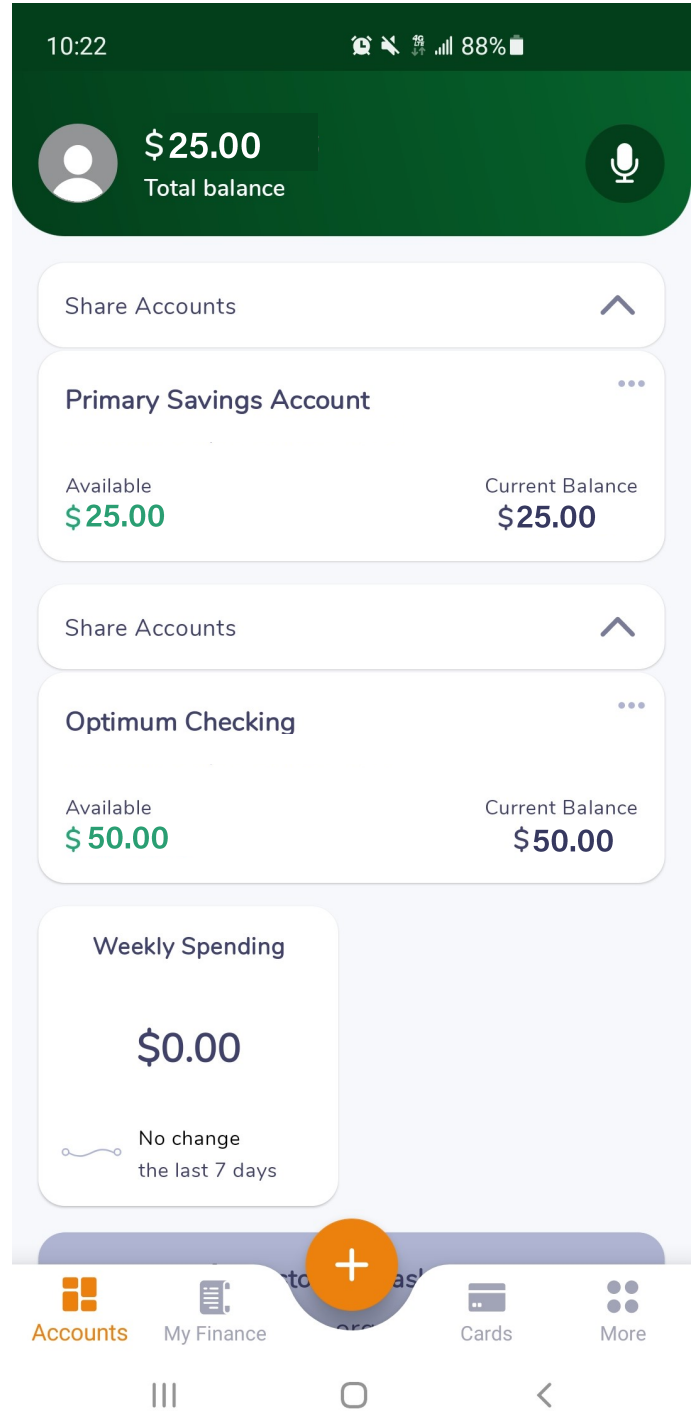 10:22
4G 88%
$25.00
Total balance
Share Accounts
Primary Savings Account
Available
Current Balance
$25.00
$25.00
Share Accounts
Optimum Checking
Available
Current Balance
$50.00
$50.00
Weekly Spending
$0.00
No change
the last 7 days
Accounts
My Finance
Cards
More